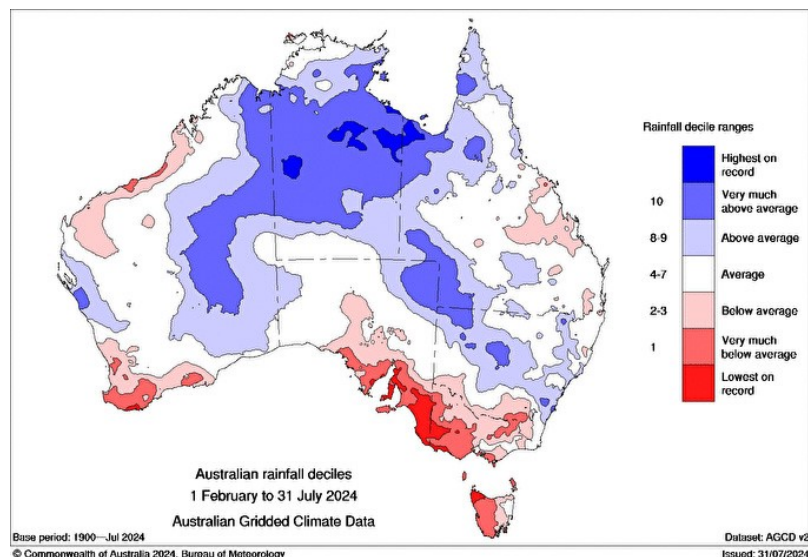 Rainfall decile ranges
Highest on
record
10
Very much
above average
8-9
Above average
4-7
Average
2-3
Below average
1
Very much
below average
Lowest on
record
Australian rainfall deciles
1 February to 31 July 2024
Australian Gridded Climate Data
Base period: 1900—Jul 2024
Dataset: AGCD
© Commonwealth of Australia 2024, Bureau of Meteorology
Issued: 31/07/2024